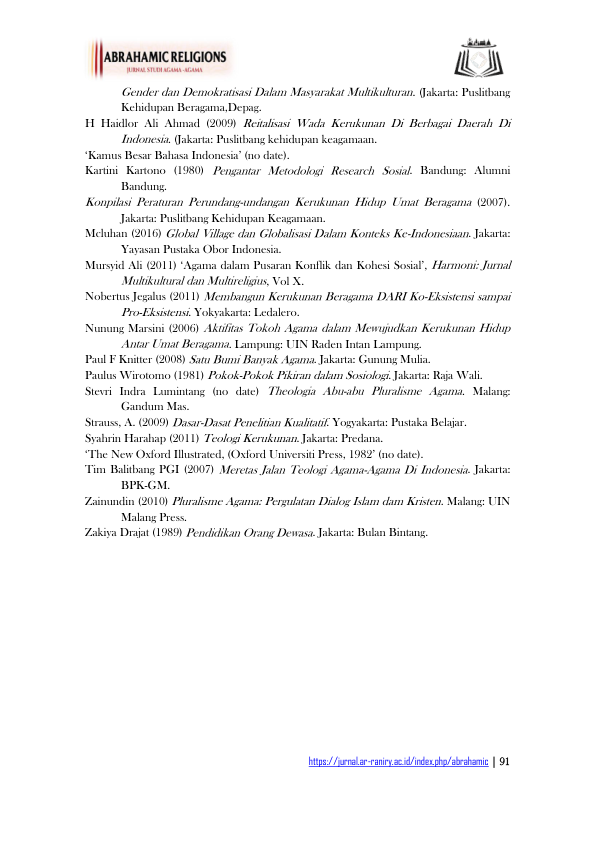 ABRAHAMIC RELIGIONS
JURNAL STUDI AGAMA -AGAMA
Gender dan Demokratisasi Dalam Masyarakat Multikulturan. (Jakarta: Puslitbang
Kehidupan Beragama,Depag.
H Haidlor Ali Ahmad (2009) Reitalisasi Wada Kerukunan Di Berbagai Daerah Di
Indonesia. (Jakarta: Puslitbang kehidupan keagamaan.
‘Kamus Besar Bahasa Indonesia’ (no date).
Kartini Kartono (1980) Pengantar Metodologi Research Sosial. Bandung: Alumni
Bandung.
Konpilasi Peraturan Perundang-undangan Kerukunan Hidup Umat Beragama (2007).
Jakarta: Puslitbang Kehidupan Keagamaan.
Mcluhan (2016) Global Village dan Globalisasi Dalam Konteks Ke-Indonesiaan. Jakarta:
Yayasan Pustaka Obor Indonesia.
Mursyid Ali (2011) ‘Agama dalam Pusaran Konflik dan Kohesi Sosial’, Harmoni: Jurnal
Multikultural dan Multireligius, Vol X.
Nobertus Jegalus (2011) Membangun Kerukunan Beragama DARI Ko-Eksistensi sampai
Pro-Eksistensi. Yokyakarta: Ledalero.
Nunung Marsini (2006) Aktifitas Tokoh Agama dalam Mewujudkan Kerukunan Hidup
Antar Umat Beragama. Lampung: UIN Raden Intan Lampung.
Paul F Knitter (2008) Satu Bumi Banyak Agama. Jakarta: Gunung Mulia.
Paulus Wirotomo (1981) Pokok-Pokok Pikiran dalam Sosiologi. Jakarta: Raja Wali.
Stevri Indra Lumintang (no date) Theologia Abu-abu Pluralisme Agama. Malang:
Gandum Mas.
Strauss, A. (2009) Dasar-Dasat Penelitian Kualitatif. Yogyakarta: Pustaka Belajar.
Syahrin Harahap (2011) Teologi Kerukunan. Jakarta: Predana.
‘The New Oxford Illustrated, (Oxford Universiti Press, 1982’ (no date).
Tim Balitbang PGI (2007) Meretas Jalan Teologi Agama-Agama Di Indonesia. Jakarta:
BPK-GM.
Zainundin (2010) Pluralisme Agama: Pergulatan Dialog Islam dam Kristen. Malang: UIN
Malang Press.
Zakiya Drajat (1989) Pendidikan Orang Dewasa. Jakarta: Bulan Bintang.
https://jurnal.ar-raniry.ac.id/index.php/abrahamic | 91